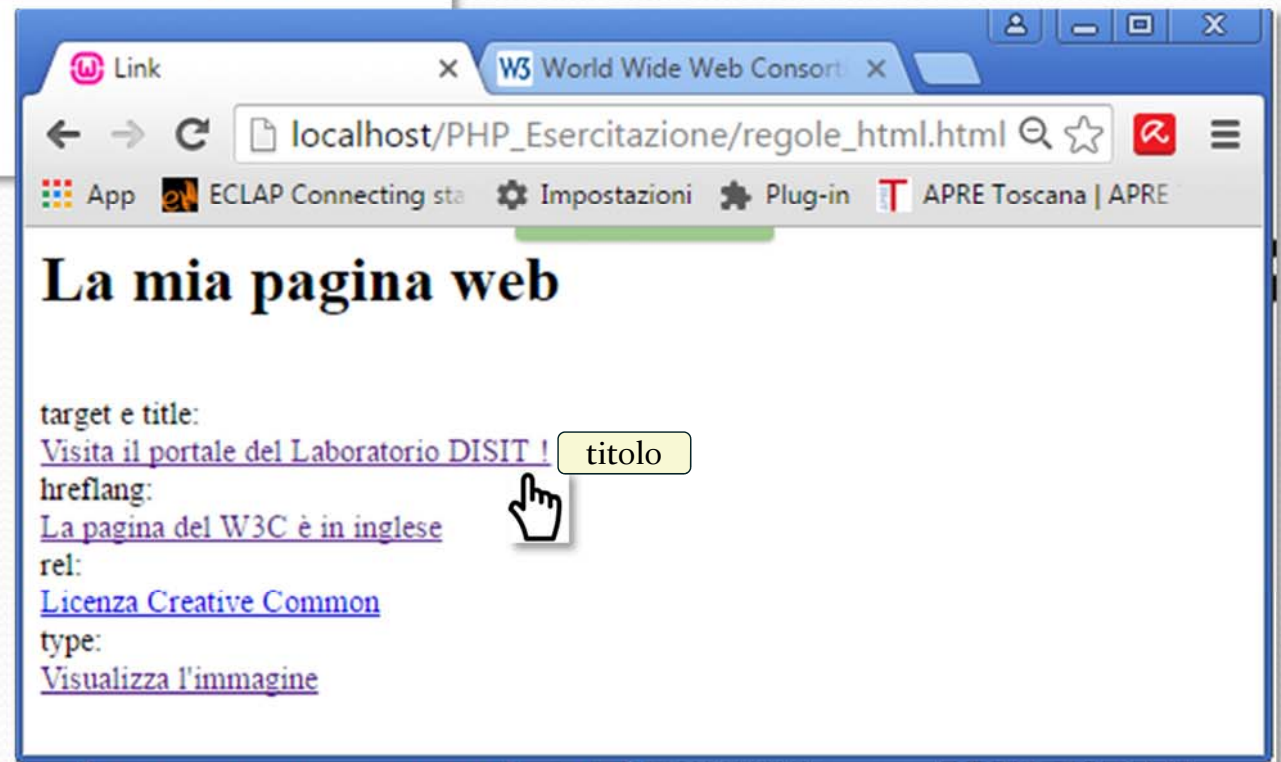 Link
W3 World Wide Web Consorti
localhost/PHP_Esercitazione/regole_html.html
App ECLAP Connecting sta Impostazioni Plug-in APRE Toscana | APRE
La mia pagina web
target e title:
Visita il portale del Laboratorio DISIT ! titolo
hreflang:
La pagina del W3C è in inglese
rel:
Licenza Creative Common
type:
Visualizza l'immagine